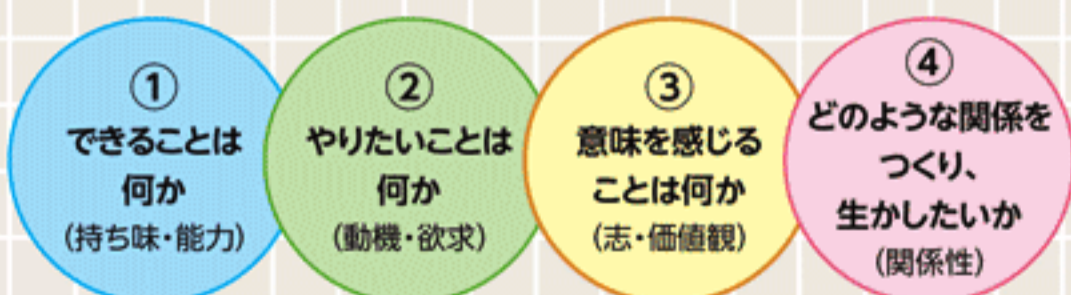 ①
できることは
何か
(持ち味・能力)
②
やりたいことは
何か
(動機・欲求)
③
意味を感じる
ことは何か
(志・価値観)
④
どのような関係を
つくり、
生かしたいか
(関係性)